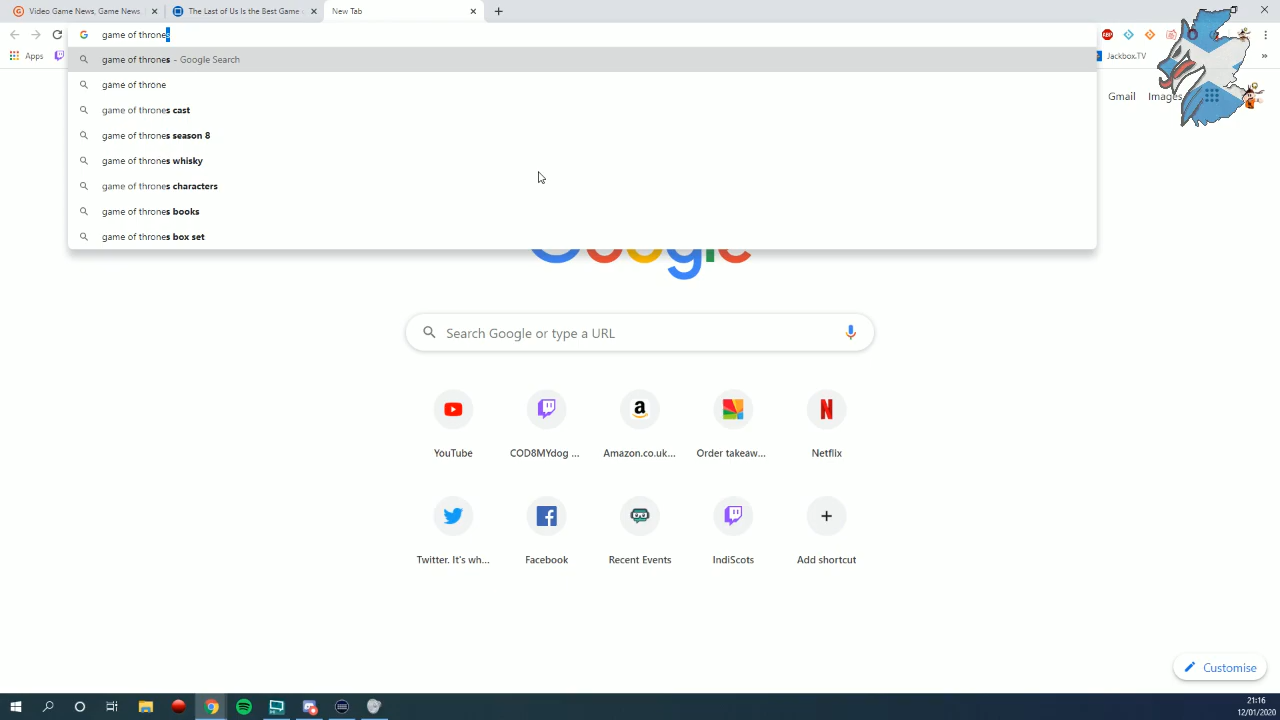 Video Game News, Game News
The Last of Us Is the Best Game
New Tab
game of thrones
Apps
Jackbox.TV
game of thrones - Google Search
game of throne
game of thrones cast
game of thrones season 8
game of thrones whisky
game of thrones characters
game of thrones books
game of thrones box set
Gmail
Images
Google
Search Google or type a URL
YouTube
COD8MYdog ...
Amazon.co.uk...
Order takeaw...
Netflix
Twitter. It's wh...
Facebook
Recent Events
IndiScots
Add shortcut
Customise
21:16
12/01/2020